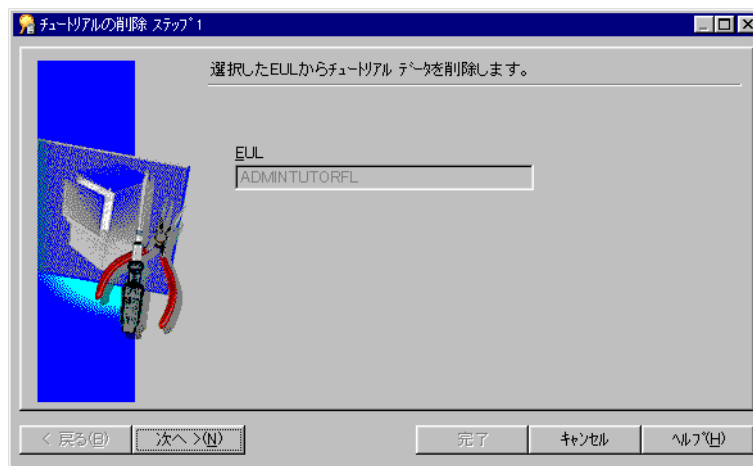 チュートリアルの削除 ステップ1
選択したEULからチュートリアル データを削除します。
EUL
ADMINTUTORFL
< 戻る(B)
次へ >(N)
完了
キャンセル
ヘルプ(H)